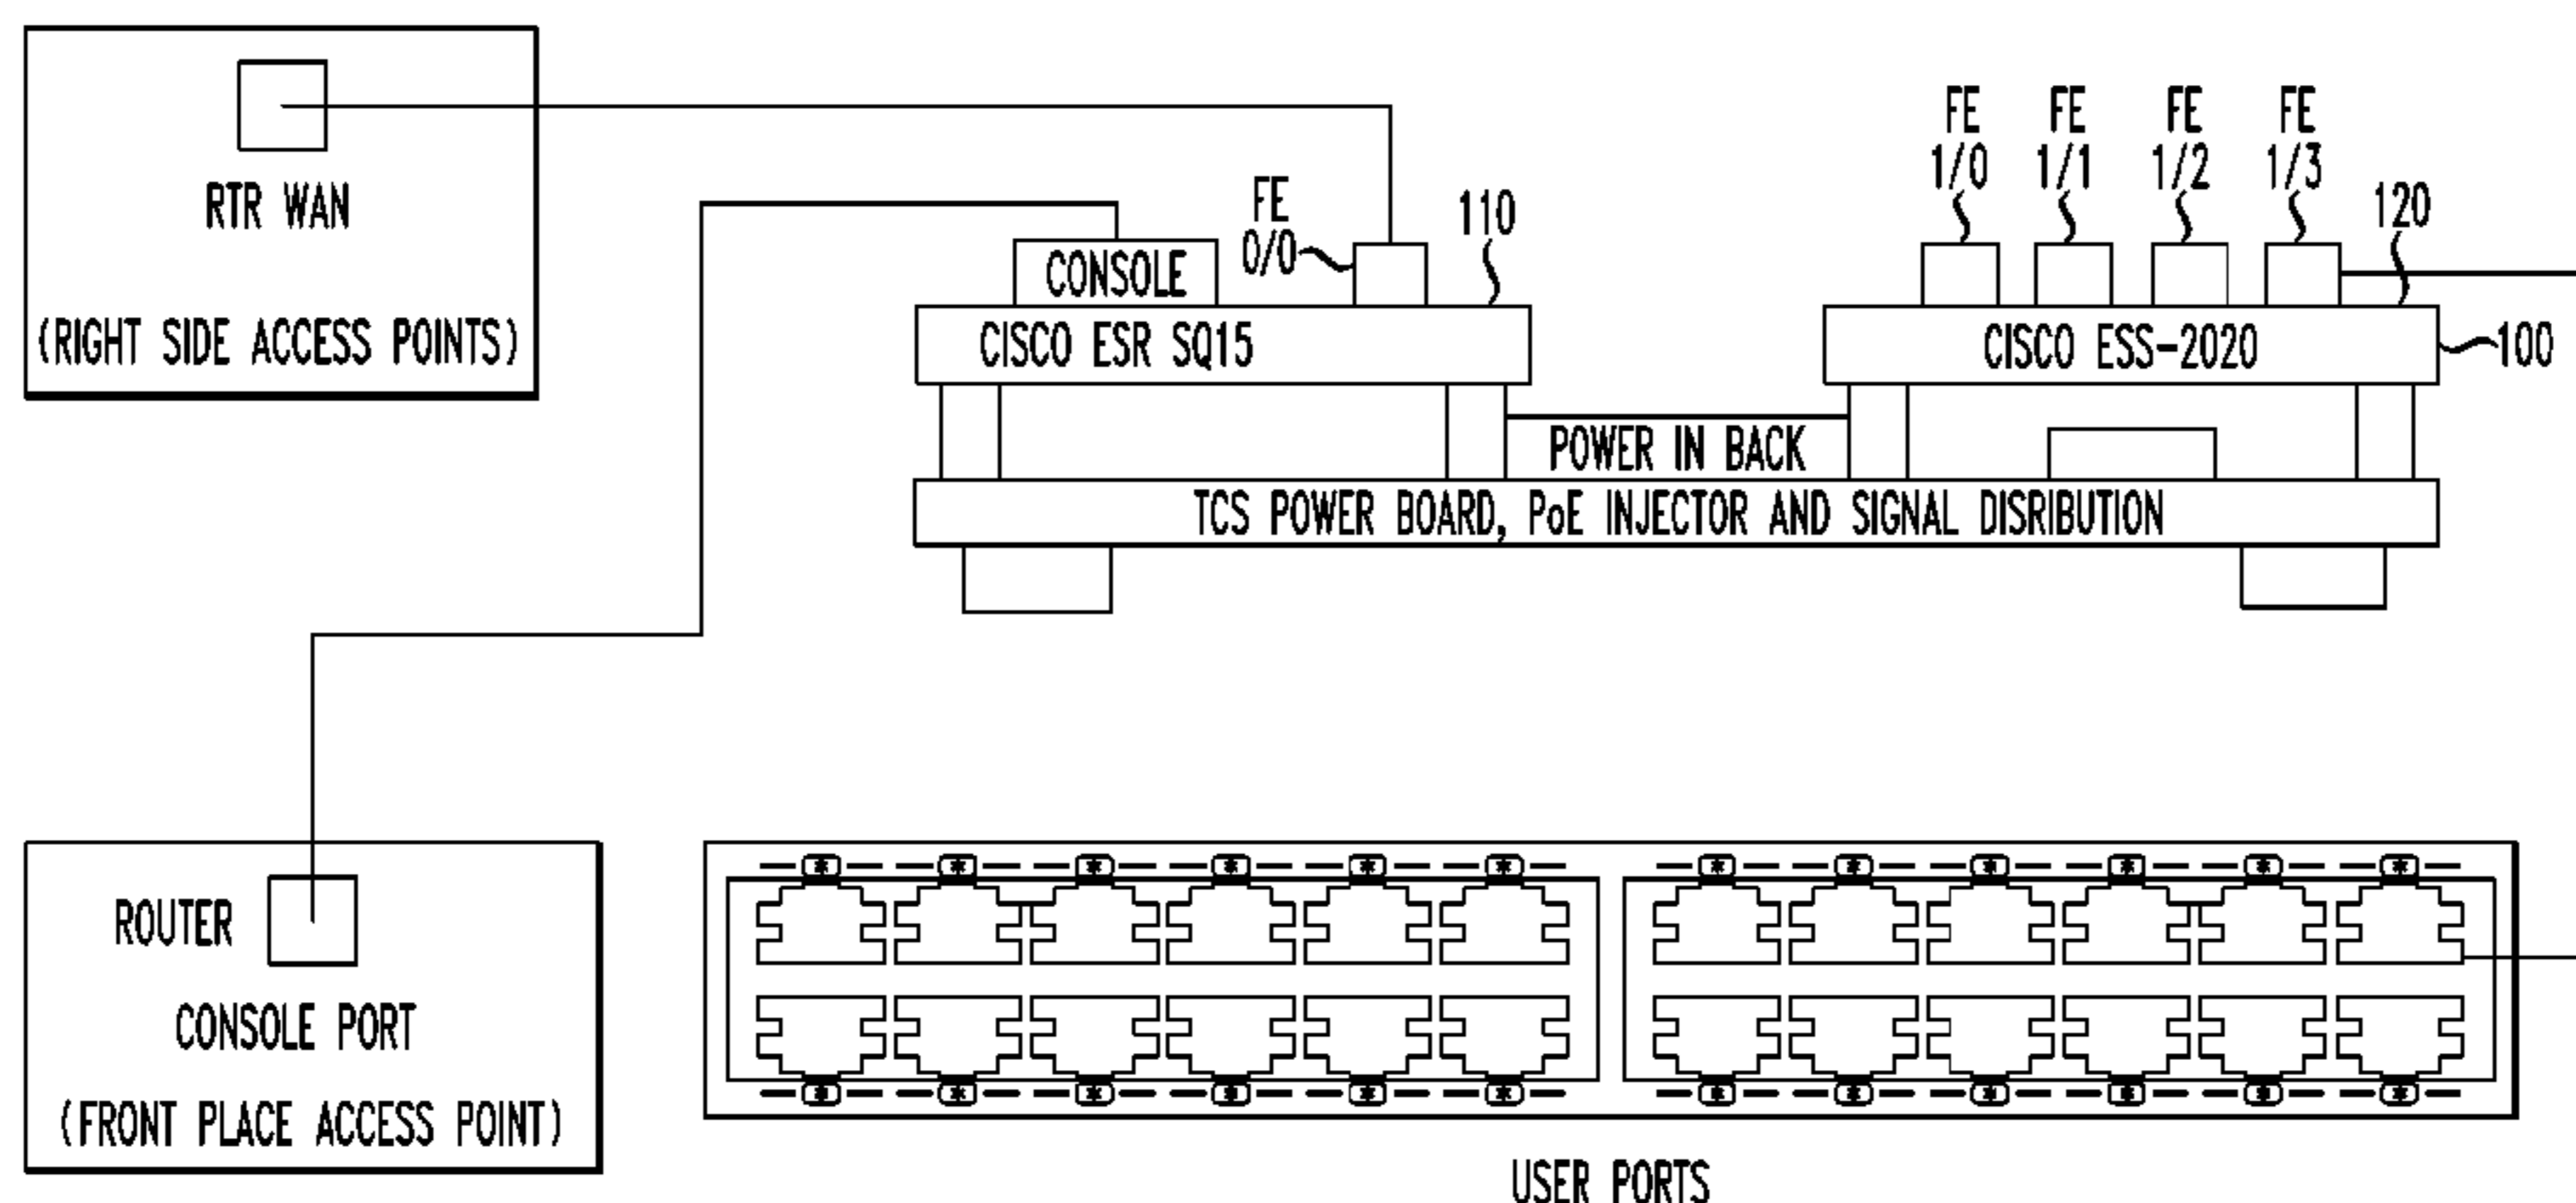 RTR WAN
(RIGHT SIDE ACCESS POINTS)
CONSOLE
FE
0/0
110
CISCO ESR SQ15
FE
1/0
FE
1/1
FE
1/2
FE
1/3
120
CISCO ESS-2020
100
POWER IN BACK
TCS POWER BOARD, PoE INJECTOR AND SIGNAL DISRIBUTION
ROUTER
CONSOLE PORT
(FRONT PLACE ACCESS POINT)
* * * * * * * * * * * *
* * * * * * * * * * * *
USER PORTS